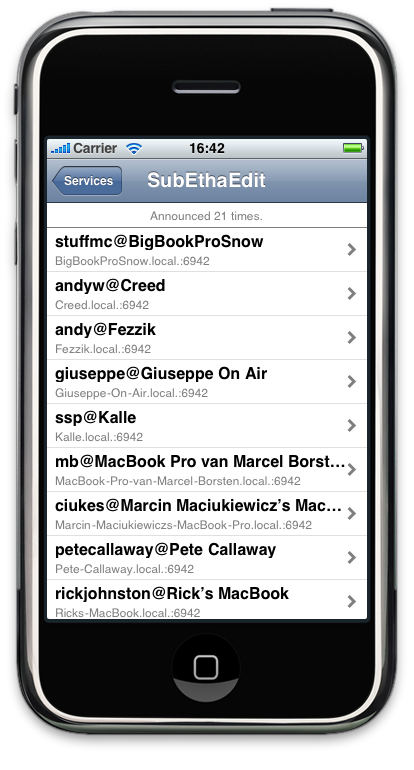 Carrier 16:42
Services SubEthaEdit
Announced 21 times.
stuffmc@BigBookProSnow
BigBookProSnow.local.:6942
andyw@Creed
Creed.local.:6942
andy@Fezzik
Fezzik.local.:6942
giuseppe@Giuseppe On Air
Giuseppe-On-Air.local.:6942
ssp@Kalle
Kalle.local.:6942
mb@MacBook Pro van Marcel Borst...
MacBook-Pro-van-Marcel-Borsten.local.:6942
ciukes@Marcin Maciukiewicz’s Mac...
Marcin-Maciukiewiczs-MacBook-Pro.local.:6942
petecallaway@Pete Callaway
Pete-Callaway.local.:6942
rickjohnston@Rick’s MacBook
Ricks-MacBook.local.:6942